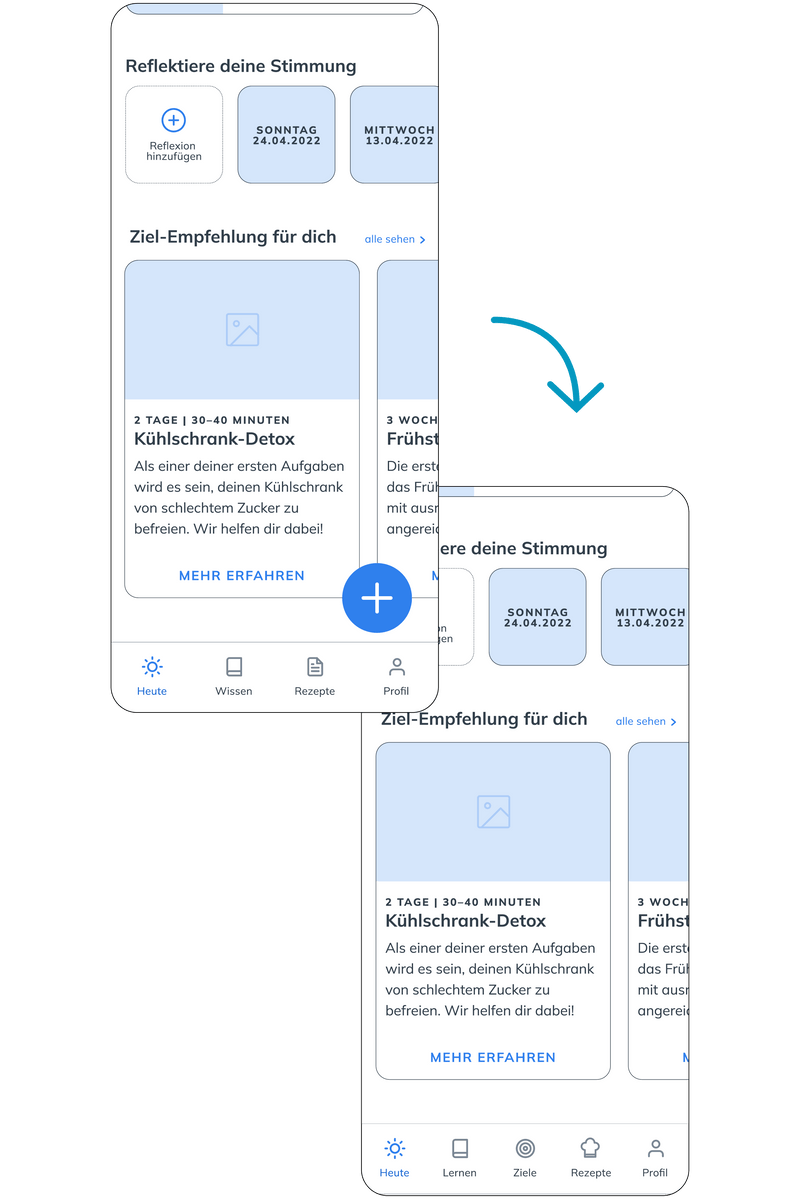 Reflektiere deine Stimmung
Reflexion
hinzufügen
SONNTAG
24.04.2022
MITTWOCH
13.04.2022
Ziel-Empfehlung für dich
alle sehen
2 TAGE | 30–40 MINUTEN
Kühlschrank-Detox
Als einer deiner ersten Aufgaben
wird es sein, deinen Kühlschrank
von schlechtem Zucker zu
befreien. Wir helfen dir dabei!
MEHR ERFAHREN
3 WOCH
Frühst
Die erste
das Früh
mit ausr
angereic
M
Heute
Wissen
Rezepte
Profil
ere deine Stimmung
on
gen
SONNTAG
24.04.2022
MITTWOCH
13.04.2022
Ziel-Empfehlung für dich
alle sehen
2 TAGE | 30–40 MINUTEN
Kühlschrank-Detox
Als einer deiner ersten Aufgaben
wird es sein, deinen Kühlschrank
von schlechtem Zucker zu
befreien. Wir helfen dir dabei!
MEHR ERFAHREN
3 WOCH
Frühst
Die erste
das Früh
mit ausr
angereic
M
Heute
Lernen
Ziele
Rezepte
Profil